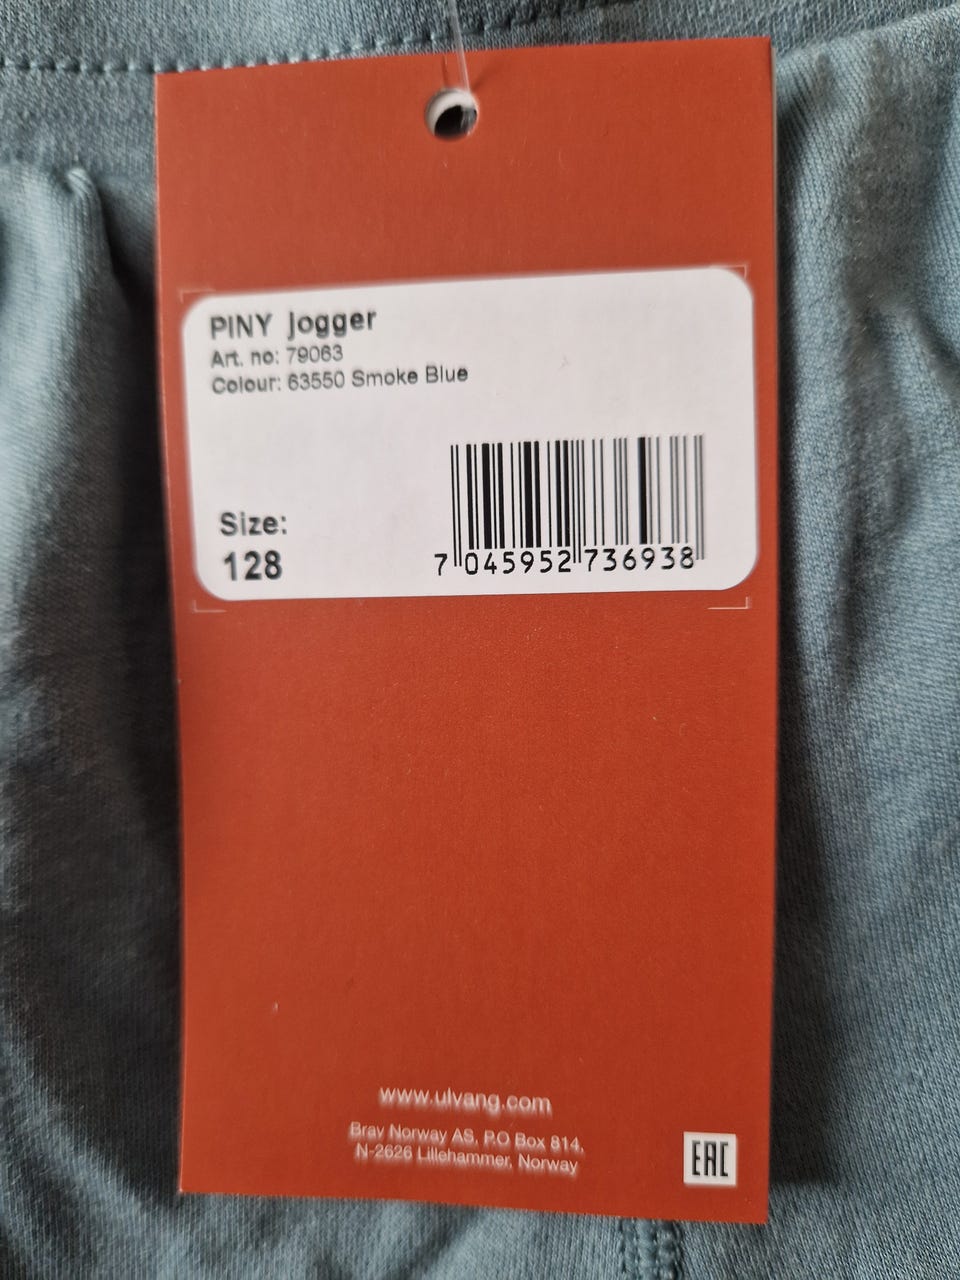 PINY Jogger
Art. no: 79063
Colour: 63550 Smoke Blue
Size:
128
7 045952 736938
www.ulvang.com
Brav Norway AS, P.O Box 814,
N-2626 Lillehammer, Norway
EAC